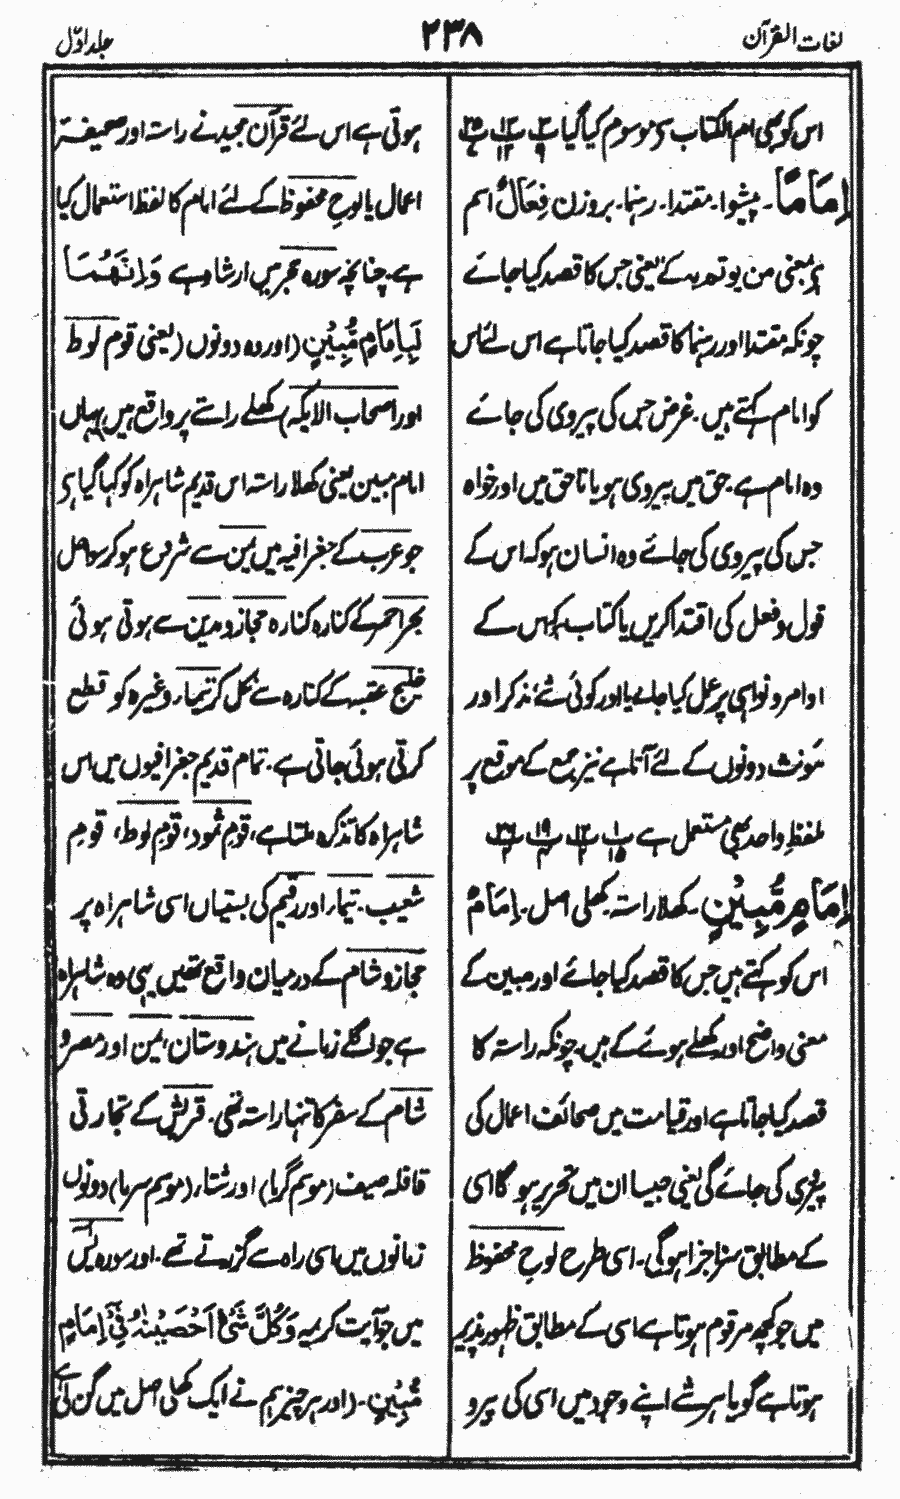 لغات القرآن
۲۳۸
جلد اوّل
اس کو بھی ام الکتاب سے موسوم کیا گیا
اِمَامًا۔ پیشوا۔ مقتدا۔ رہنما۔ بروزن فِعَالٌ اسم
بمعنی من یوتم بہ کے یعنی جس کا قصد کیا جائے
چونکہ مقتدا اور رہنما کا قصد کیا جاتا ہے اس لئے اس
کو امام کہتے ہیں۔ غرض جس کی پیروی کی جائے
وہ امام ہے۔ حق میں پیروی ہو یا ناحق میں اور خواہ
جس کی پیروی کی جائے وہ انسان ہو کہ اس کے
قول وفعل کی اقتدا کریں یا کتاب کہ اس کے
اوامر و نواہی پر عمل کیا جائے یا اور کوئی شے، مذکر اور
مؤنث دونوں کے لئے آتا ہے نیز جمع کے موقع پر
بلفظِ واحد بھی مستعمل ہے
اِمَامٍ مُّبِیْنٍ کھلا راستہ۔ کھلی اصل۔ اِمَامٌ
اس کو کہتے ہیں جس کا قصد کیا جائے اور مبین کے
معنی واضح اور کھلے ہوئے کے ہیں۔ چونکہ راستہ کا
قصد کیا جاتا ہے اور قیامت میں صحائف اعمال کی
پیڑی کی جائے گی یعنی جیسا ان میں تحریر ہو گا اسی
کے مطابق سزا جزا ہو گی۔ اسی طرح لوح محفوظ
میں جو کچھ مرقوم ہوتا ہے اسی کے مطابق ظہور پذیر
ہوتا ہے گویا ہر شے اپنے وجود میں اسی کی پیرو
ہوتی ہے اس لئے قرآن مجید نے راستہ اور صحیفہ
اعمال یا لوح محفوظ کے لئے امام کا لفظ استعمال کیا
ہے۔ چنانچہ سورہ حجر میں ارشاد ہے وَاِنَّهُمَا
لَبِاِمَامٍ مُّبِیْنٍ (اور وہ دونوں (یعنی قوم لوط
اور اصحاب الایکہ) کھلے راستے پر واقع ہیں یہاں
امام مبین یعنی کھلا راستہ اس قدیم شاہراہ کو کہا گیا ہے
جو عرب کے جغرافیہ میں یمن سے شروع ہو کر سواحل
بحر احمر کے کنارہ کنارہ حجاز و مدین سے ہوتی ہوئی
خلیج عقبہ کے کنارہ سے نکل کر تیماء وغیرہ کو قطع
کرتی ہوئی جاتی ہے۔ تمام قدیم جغرافیوں میں اس
شاہراہ کا تذکرہ ملتا ہے، قوم ثمود، قوم لوط، قوم
شعیب۔ تیماء اور رقیم کی بستیاں اسی شاہراہ پر
حجاز و شام کے درمیان واقع تھیں یہی وہ شاہراہ
ہے جو اگلے زمانے میں ہندوستان، یمن اور مصر و
شام کے سفر کا تنہا راستہ تھی۔ قریش کے تجارتی
قافلہ صیف (موسم گرما) اور شتاء (موسم سرما) دونوں
زمانوں میں اسی راہ سے گزرتے تھے۔ اور سورہ یٰس
میں جو آیت کریمہ وَكُلَّ شَیْءٍ اَحْصَیْنٰهُ فِیْ اِمَامٍ
مُّبِیْنٍ۔ (اور ہر چیز ہم نے ایک کھلی اصل میں گن لی ہے